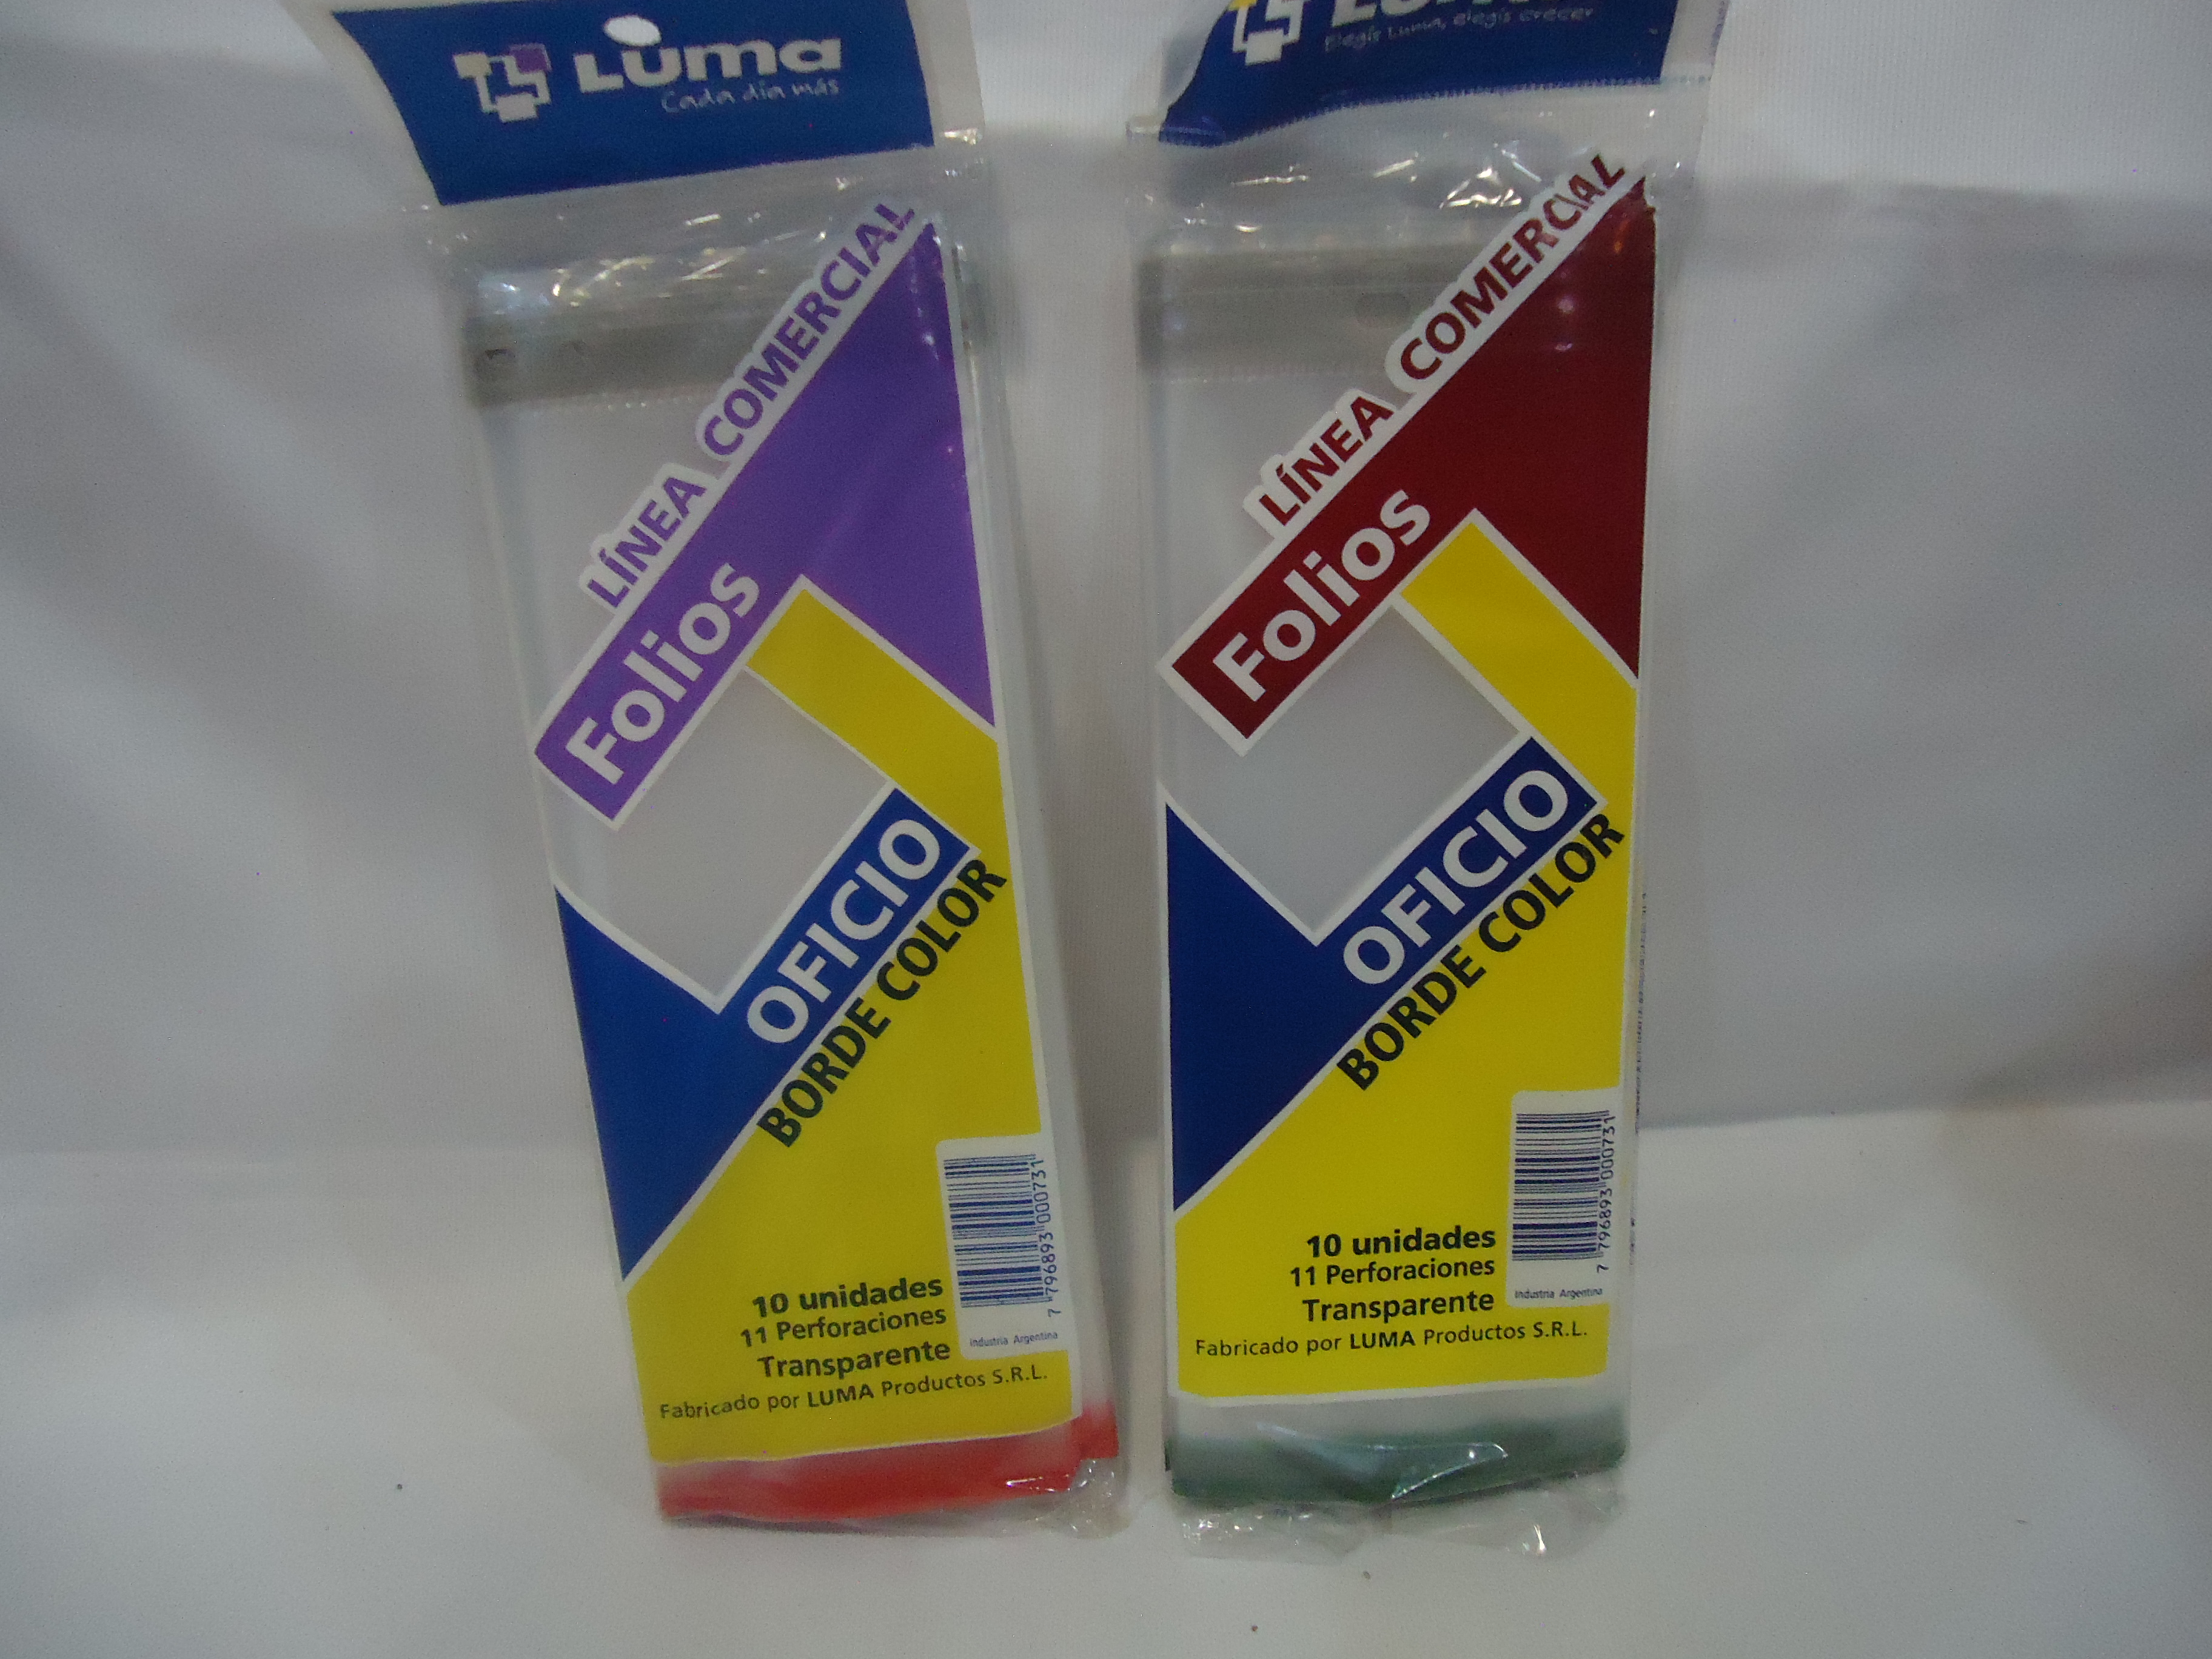 Luma
Cada día más
LÍNEA COMERCIAL
Folios
OFICIO
BORDE COLOR
10 unidades
11 Perforaciones
Transparente
7 796893 000731
Industria Argentina
Fabricado por LUMA Productos S.R.L.
Elegís Luma, elegís crecer
LÍNEA COMERCIAL
Folios
OFICIO
BORDE COLOR
10 unidades
11 Perforaciones
Transparente
7 796893 000731
Industria Argentina
Fabricado por LUMA Productos S.R.L.